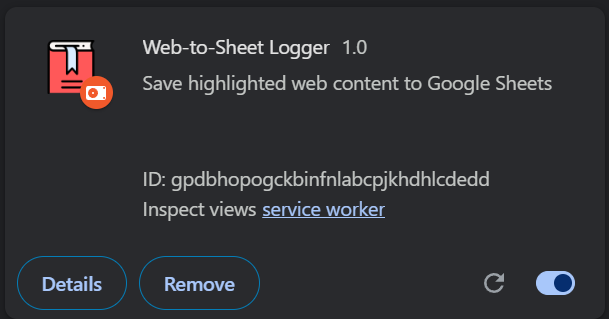 Web-to-Sheet Logger 1.0
Save highlighted web content to Google Sheets
ID: gpdbhopogckbinfnlabcpjkhdhlcdedd
Inspect views service worker
Details Remove